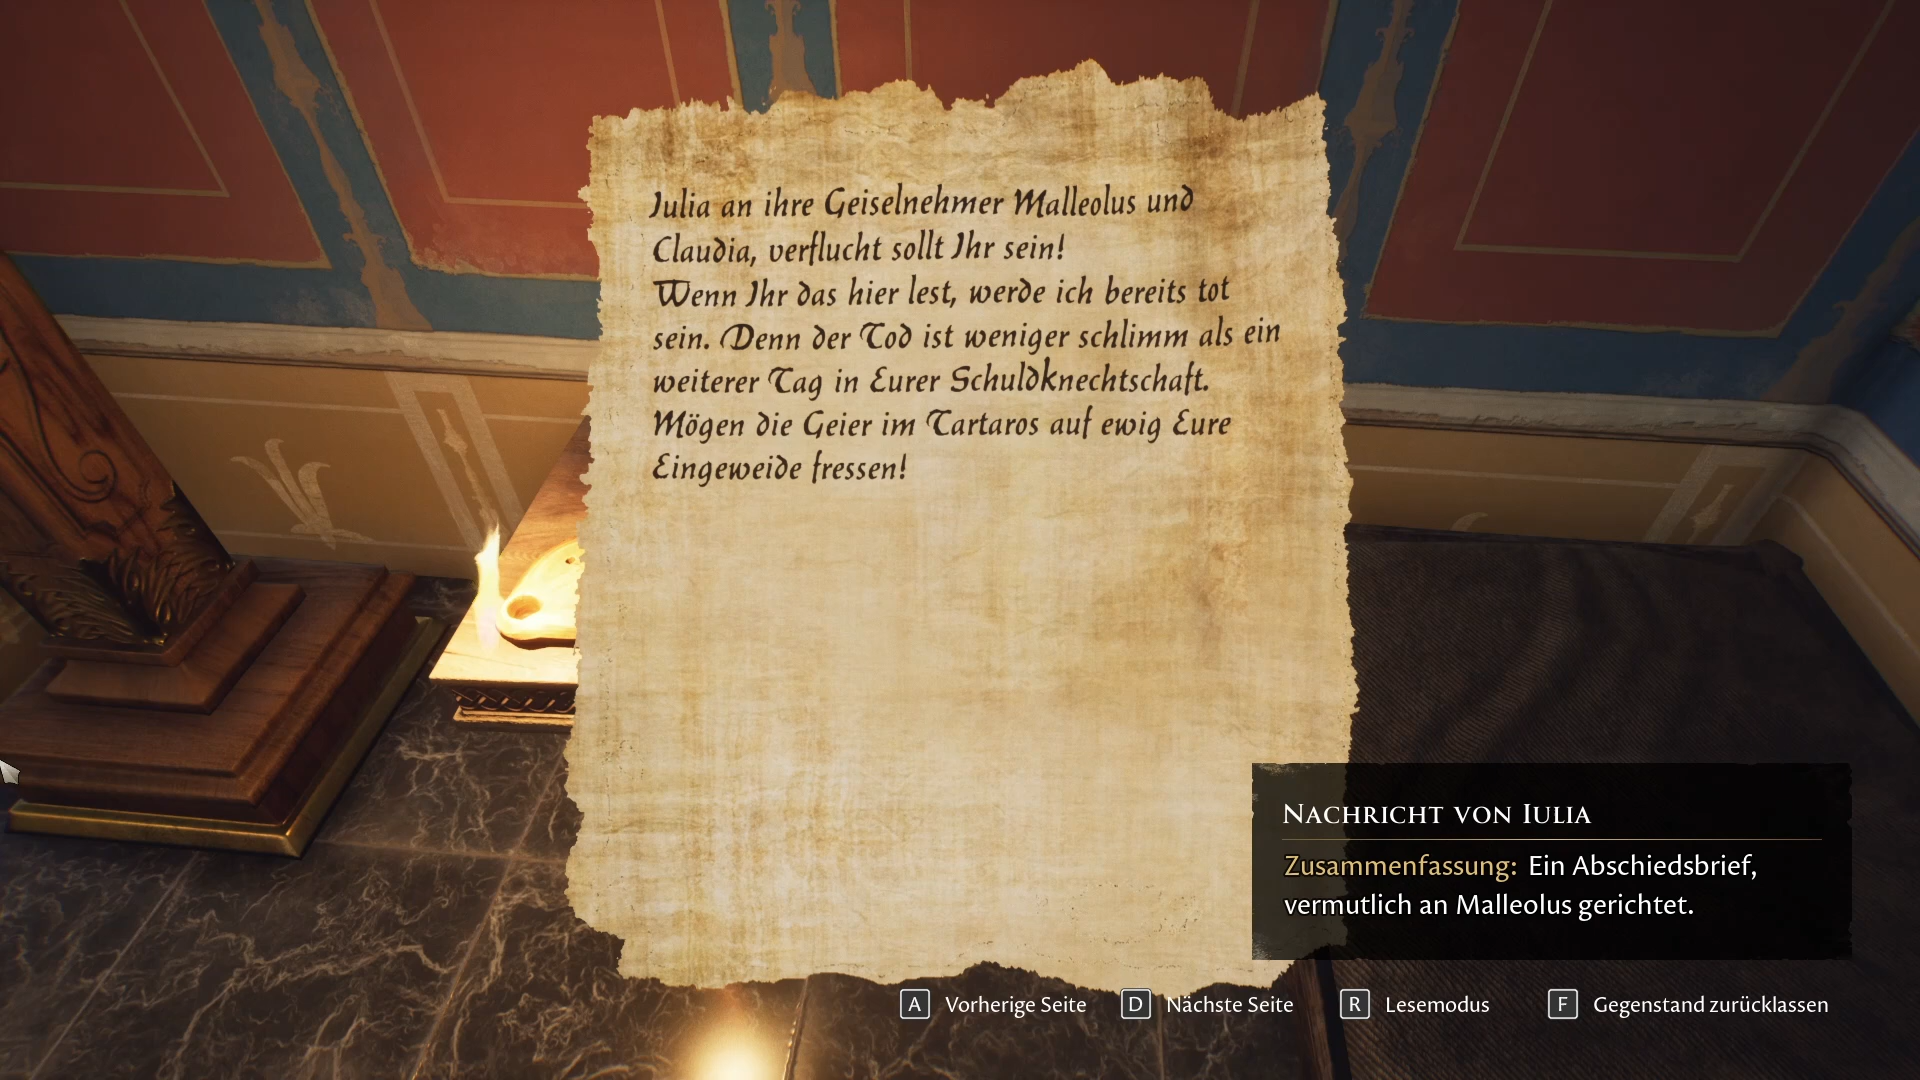 Iulia an ihre Geiselnehmer Malleolus und
Claudia, verflucht sollt Ihr sein!
Wenn Ihr das hier lest, werde ich bereits tot
sein. Denn der Tod ist weniger schlimm als ein
weiterer Tag in Eurer Schuldknechtschaft.
Mögen die Geier im Tartaros auf ewig Eure
Eingeweide fressen!
Nachricht von Iulia
Zusammenfassung: Ein Abschiedsbrief,
vermutlich an Malleolus gerichtet.
A Vorherige Seite D Nächste Seite R Lesemodus F Gegenstand zurücklassen